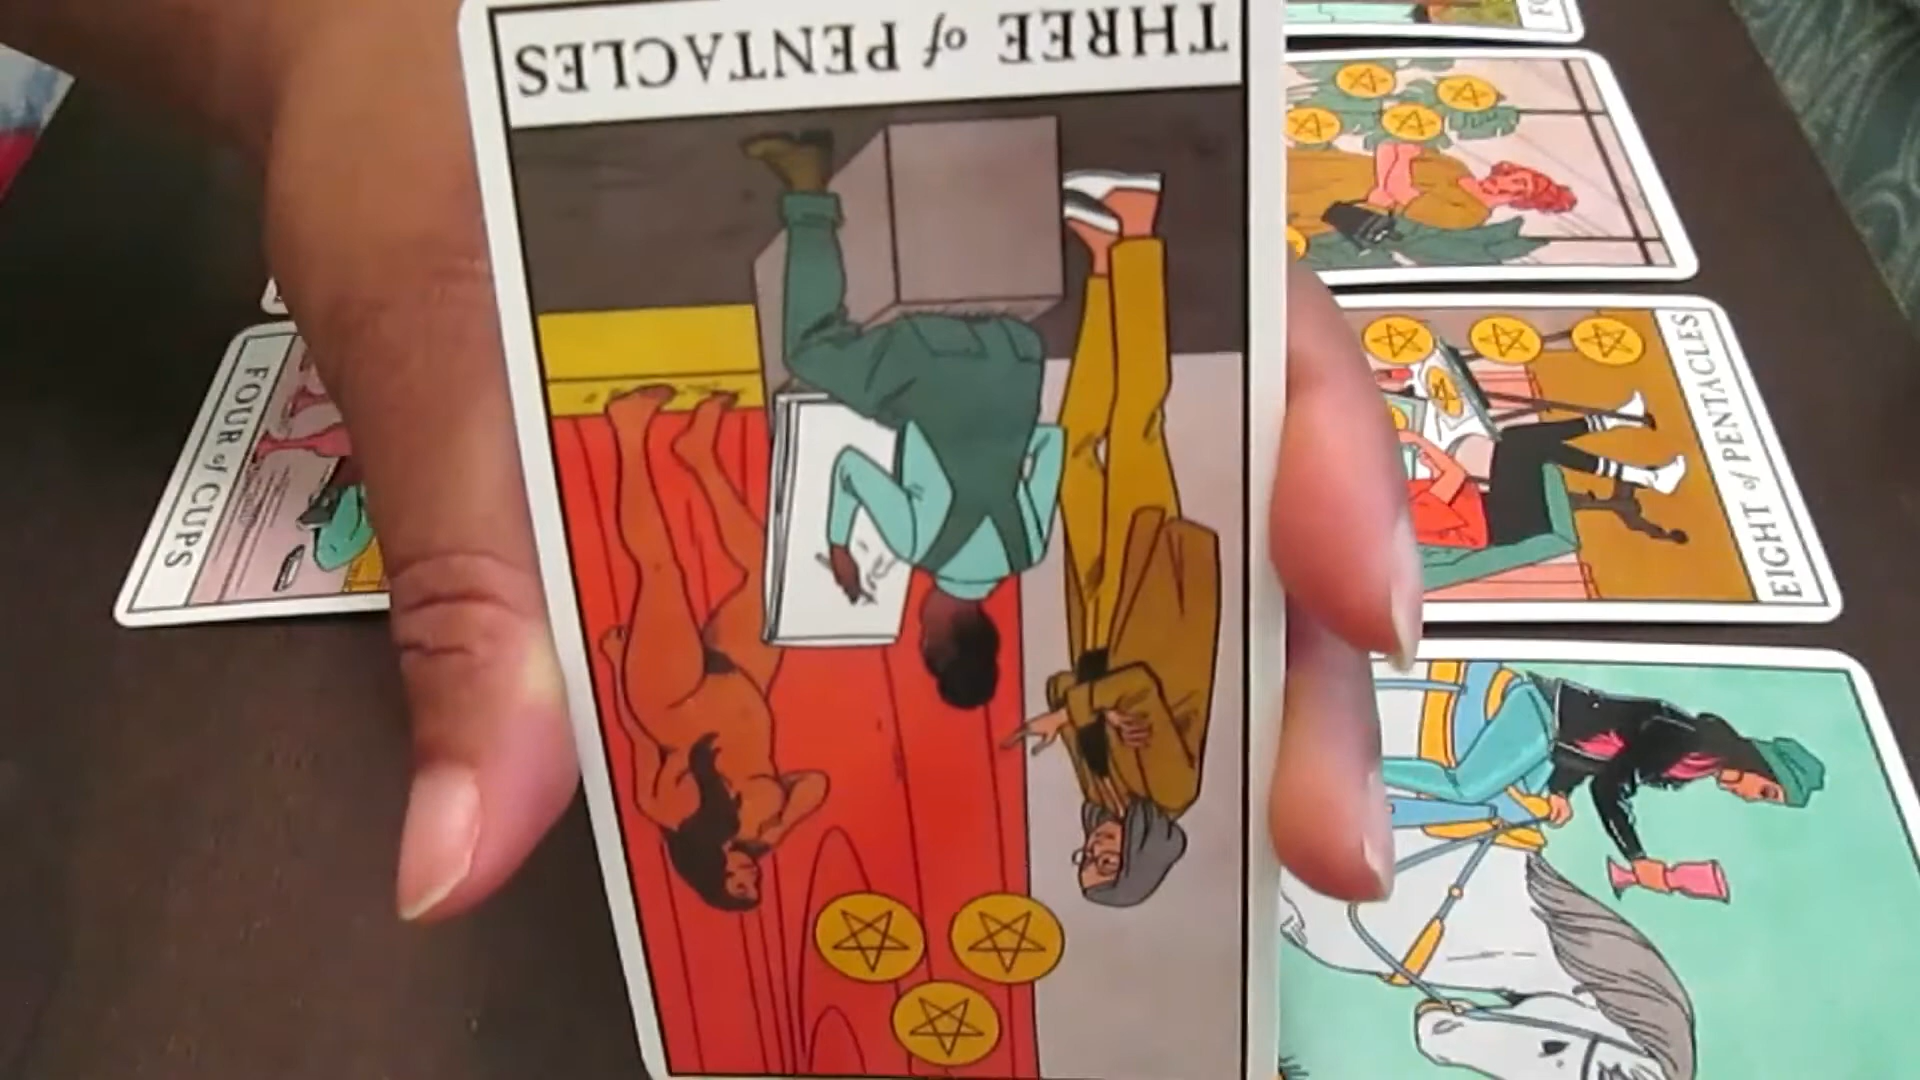 THREE of PENTACLES
FOUR of CUPS
EIGHT of PENTACLES